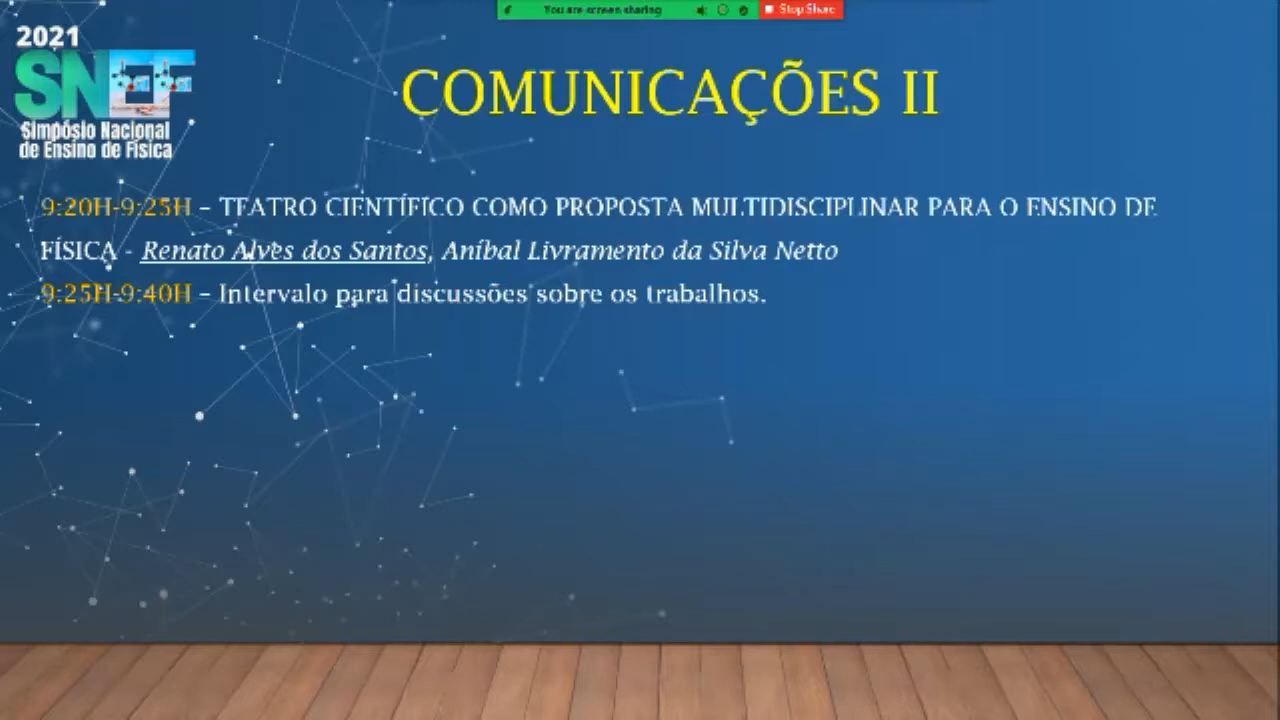 You are screen sharing
Stop Share
2021
SNEF
Simpósio Nacional
de Ensino de Física
COMUNICAÇÕES II
9:20H-9:25H – TEATRO CIENTÍFICO COMO PROPOSTA MULTIDISCIPLINAR PARA O ENSINO DE
FÍSICA - Renato Alves dos Santos, Aníbal Livramento da Silva Netto
9:25H-9:40H – Intervalo para discussões sobre os trabalhos.